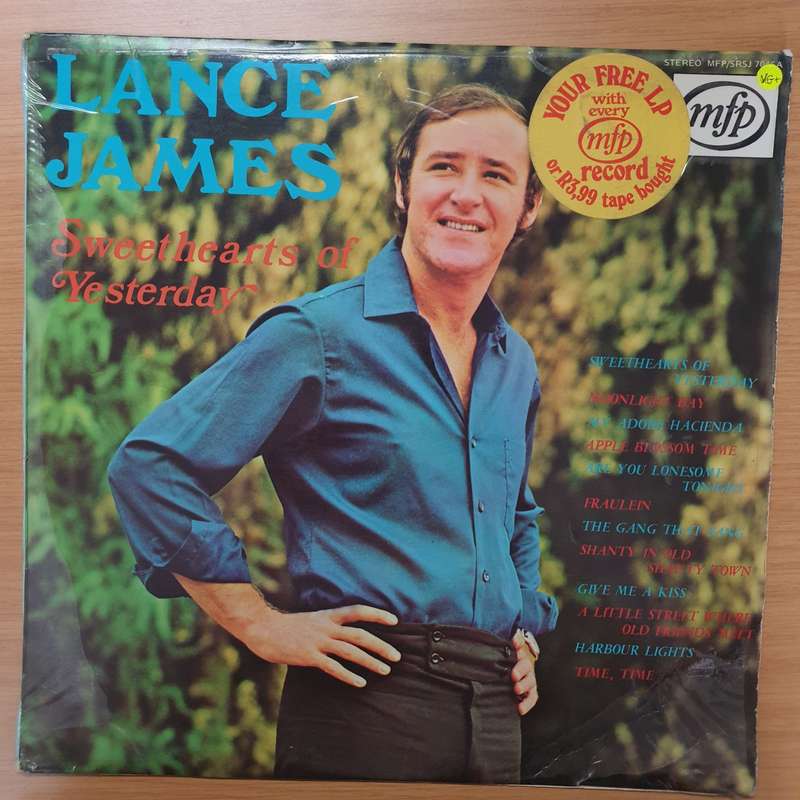 LANCE
JAMES
Sweethearts of
Yesterday
YOUR FREE LP
with
every
mfp
record
or R3,99 tape bought
STEREO MFP/SRSJ
VG+
mfp
SWEETHEARTS OF
YESTERDAY
MOONLIGHT BAY
MY ADOBE HACIENDA
APPLE BLOSSOM TIME
ARE YOU LONESOME
TONIGHT
FRAULEIN
THE GANG THAT SANG
SHANTY IN OLD
SHANTY TOWN
GIVE ME A KISS
A LITTLE STREET WHERE
OLD FRIENDS MEET
HARBOUR LIGHTS
TIME, TIME